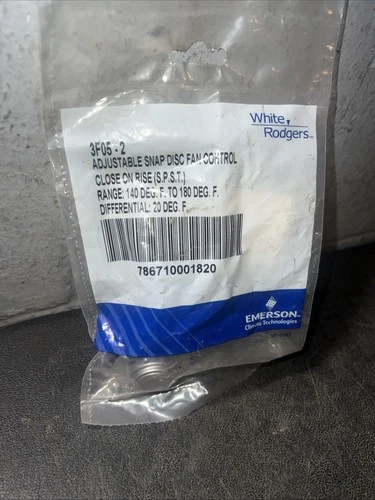 White
Rodgers
3F05 - 2
ADJUSTABLE SNAP DISC FAN CONTROL
CLOSE ON RISE (S.P.S.T.)
RANGE: 140 DEG. F. TO 180 DEG. F.
DIFFERENTIAL: 20 DEG. F.
786710001820
EMERSON
Climate Technologies